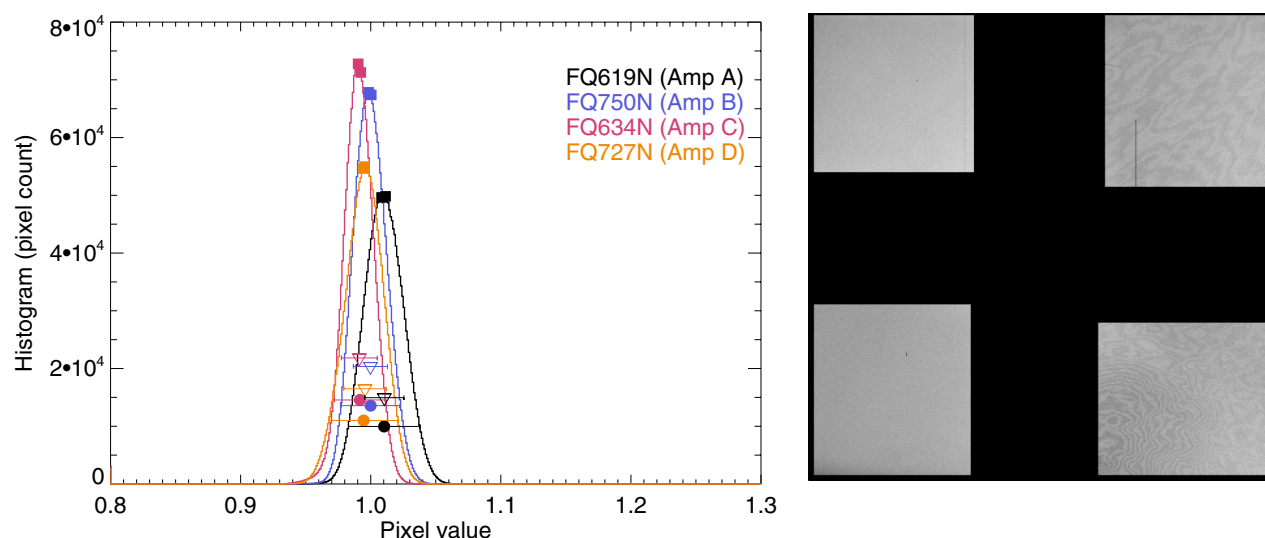 8•10⁴
6•10⁴
4•10⁴
2•10⁴
0
Histogram (pixel count)
FQ619N (Amp A)
FQ750N (Amp B)
FQ634N (Amp C)
FQ727N (Amp D)
0.8
0.9
1.0
1.1
1.2
1.3
Pixel value